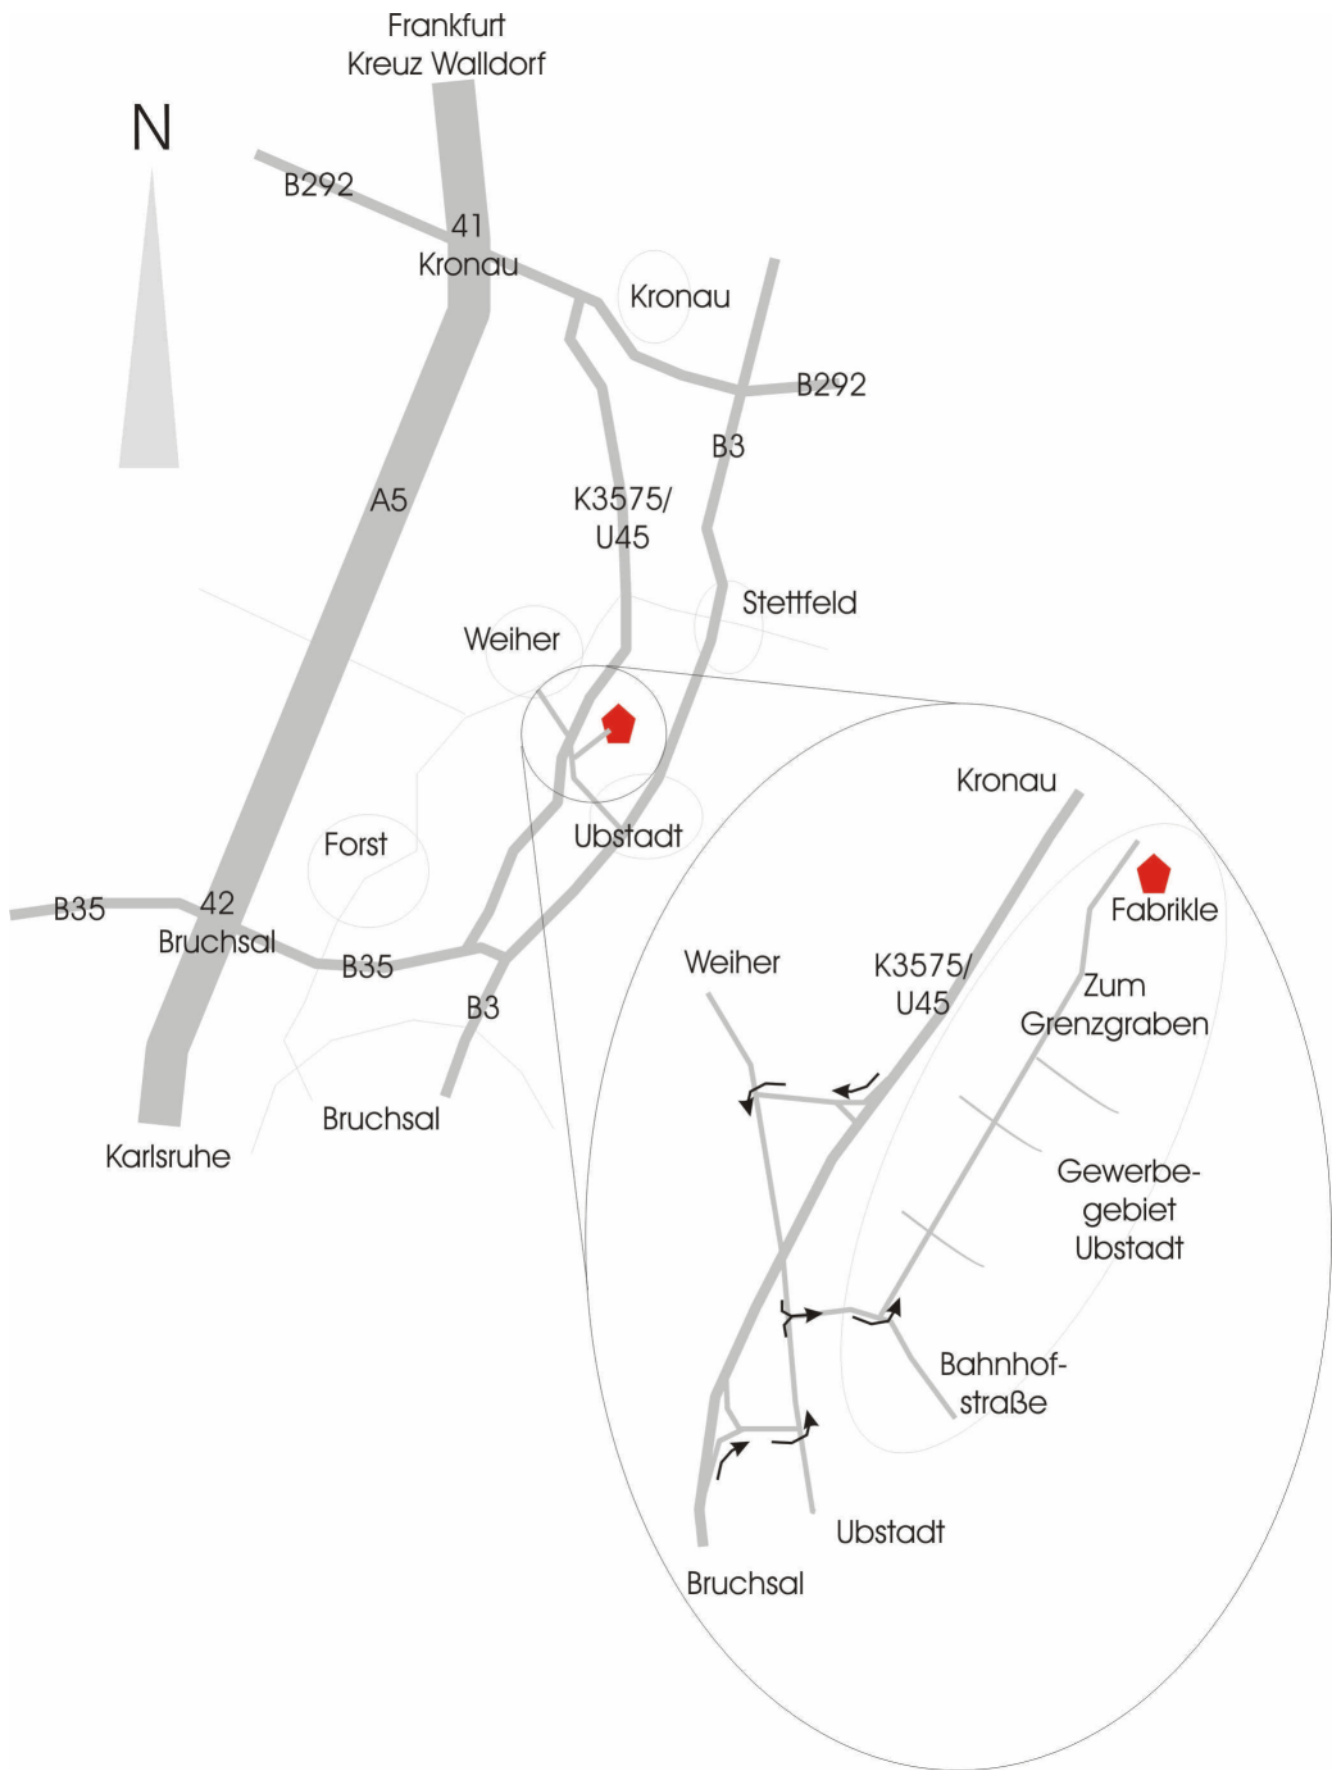 Frankfurt
Kreuz Walldorf
N
B292
41
Kronau
Kronau
B292
B3
A5
K3575/
U45
Stettfeld
Weiher
Ubstadt
Forst
B35
42
Bruchsal
B35
B3
Bruchsal
Karlsruhe
Kronau
Fabrikle
Weiher
K3575/
U45
Zum
Grenzgraben
Gewerbe-
gebiet
Ubstadt
Bahnhof-
straße
Ubstadt
Bruchsal